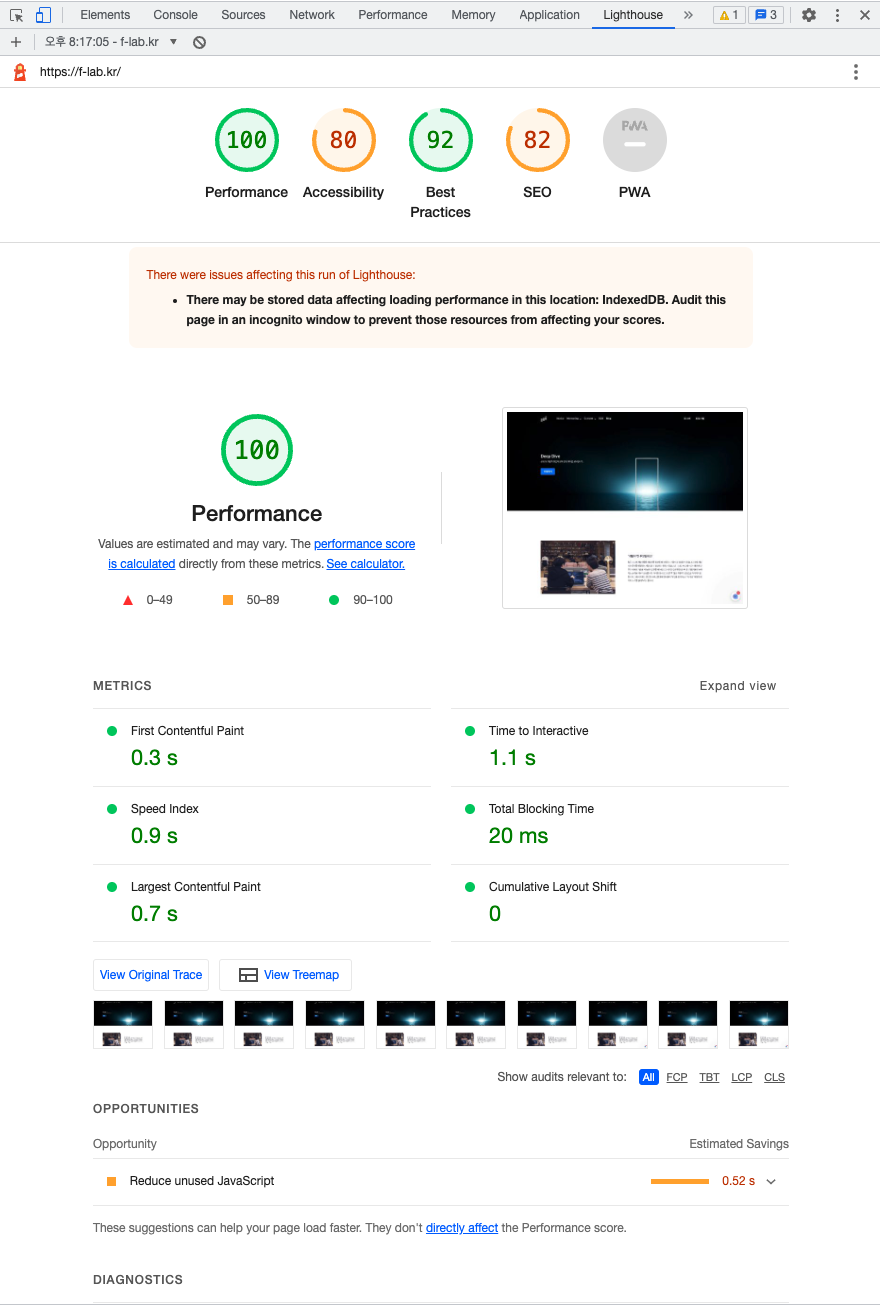 Elements Console Sources Network Performance Memory Application Lighthouse » 1 3
+ 오후 8:17:05 - f-lab.kr
https://f-lab.kr/
100 80 92 82 PWA
Performance Accessibility Best Practices SEO PWA
There were issues affecting this run of Lighthouse:
• There may be stored data affecting loading performance in this location: IndexedDB. Audit this
page in an incognito window to prevent those resources from affecting your scores.
100
Performance
Values are estimated and may vary. The performance score
is calculated directly from these metrics. See calculator.
0–49 50–89 90–100
Deep Dive
METRICS Expand view
First Contentful Paint
0.3 s
Time to Interactive
1.1 s
Speed Index
0.9 s
Total Blocking Time
20 ms
Largest Contentful Paint
0.7 s
Cumulative Layout Shift
0
View Original Trace View Treemap
Show audits relevant to: All FCP TBT LCP CLS
OPPORTUNITIES
Opportunity Estimated Savings
Reduce unused JavaScript 0.52 s
These suggestions can help your page load faster. They don't directly affect the Performance score.
DIAGNOSTICS